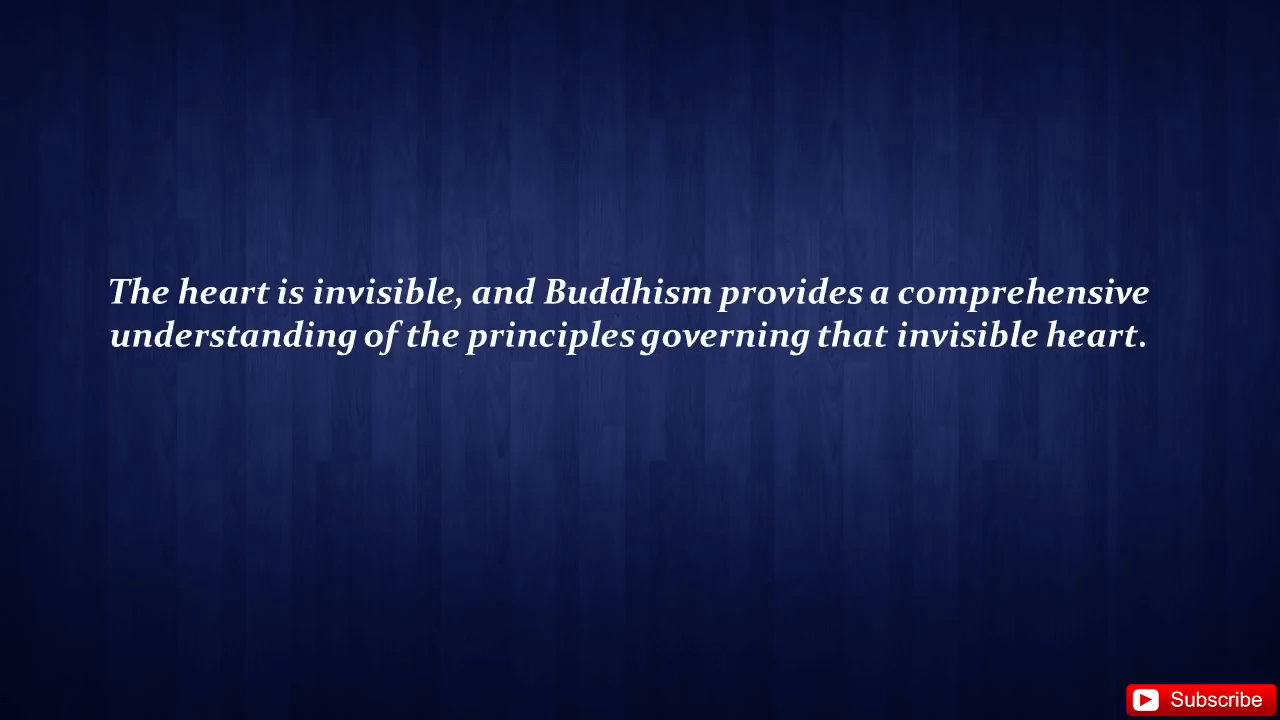 The heart is invisible, and Buddhism provides a comprehensive
understanding of the principles governing that invisible heart.
Subscribe